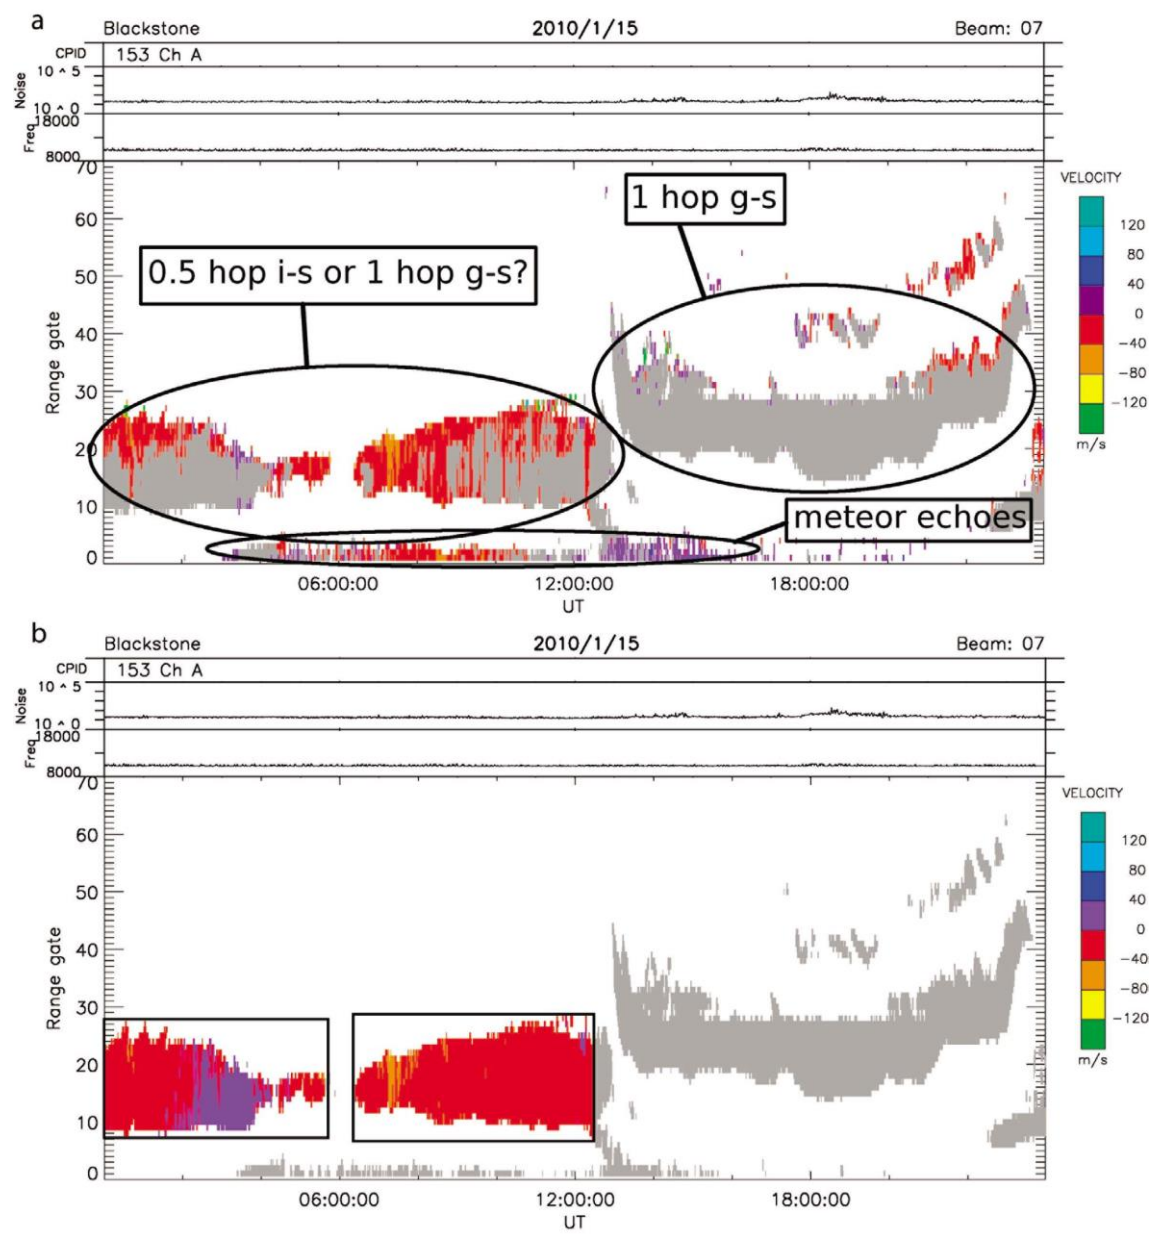 a
Blackstone 2010/1/15 Beam: 07
CPID 153 Ch A
10 ^ 5
Noise
10 ^ 0
18000
Freq
8000
70
60
50
40
30
20
10
0
Range gate
0.5 hop i-s or 1 hop g-s?
1 hop g-s
meteor echoes
VELOCITY
120
80
40
0
-40
-80
-120
m/s
06:00:00 12:00:00 18:00:00
UT
b
Blackstone 2010/1/15 Beam: 07
CPID 153 Ch A
10 ^ 5
Noise
10 ^ 0
18000
Freq
8000
70
60
50
40
30
20
10
0
Range gate
VELOCITY
120
80
40
0
-40
-80
-120
m/s
06:00:00 12:00:00 18:00:00
UT